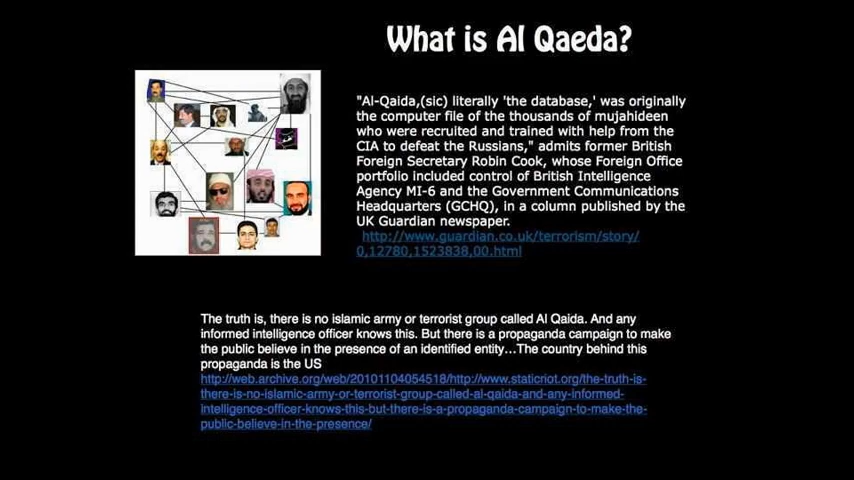 What is Al Qaeda?
"Al-Qaida,(sic) literally 'the database,' was originally
the computer file of the thousands of mujahideen
who were recruited and trained with help from the
CIA to defeat the Russians," admits former British
Foreign Secretary Robin Cook, whose Foreign Office
portfolio included control of British Intelligence
Agency MI-6 and the Government Communications
Headquarters (GCHQ), in a column published by the
UK Guardian newspaper.
http://www.guardian.co.uk/terrorism/story/
0,12780,1523838,00.html
The truth is, there is no islamic army or terrorist group called Al Qaida. And any
informed intelligence officer knows this. But there is a propaganda campaign to make
the public believe in the presence of an identified entity…The country behind this
propaganda is the US
http://web.archive.org/web/20101104054518/http://www.staticriot.org/the-truth-is-
there-is-no-islamic-army-or-terrorist-group-called-al-qaida-and-any-informed-
intelligence-officer-knows-this-but-there-is-a-propaganda-campaign-to-make-the-
public-believe-in-the-presence/